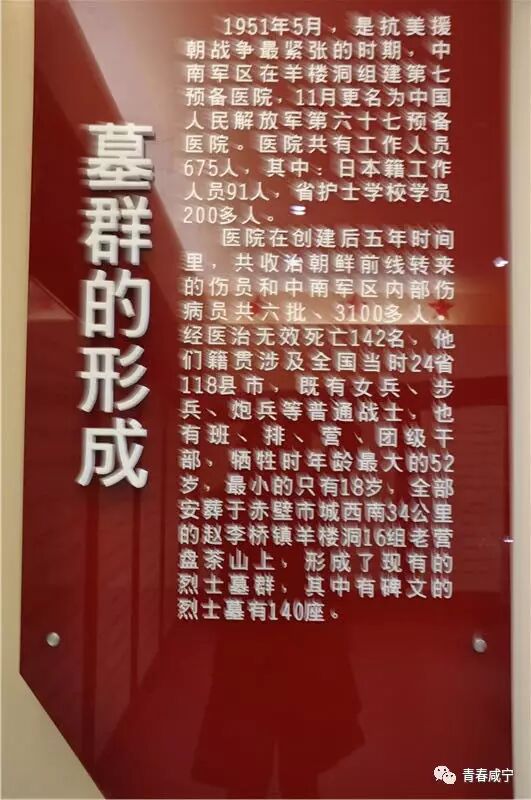 墓群的形成
1951年5月，是抗美援
朝战争最紧张的时期，中
南军区在羊楼洞组建第七
预备医院，11月更名为中国
人民解放军第六十七预备
医院。医院共有工作人员
675人，其中：日本籍工作
人员91人，省护士学校学员
200多人。
医院在创建后五年时间
里，共收治朝鲜前线转来
的伤员和中南军区内部伤
病员共六批、3100多人，
经医治无效死亡142名，他
们籍贯涉及全国当时24省
118县市，既有女兵、步
兵、炮兵等普通战士，也
有班、排、营、团级干
部，牺牲时年龄最大的52
岁，最小的只有18岁，全部
安葬于赤壁市城西南34公里
的赵李桥镇羊楼洞16组老营
盘茶山上，形成了现有的
烈士墓群，其中有碑文的
烈士墓有140座。
青春咸宁